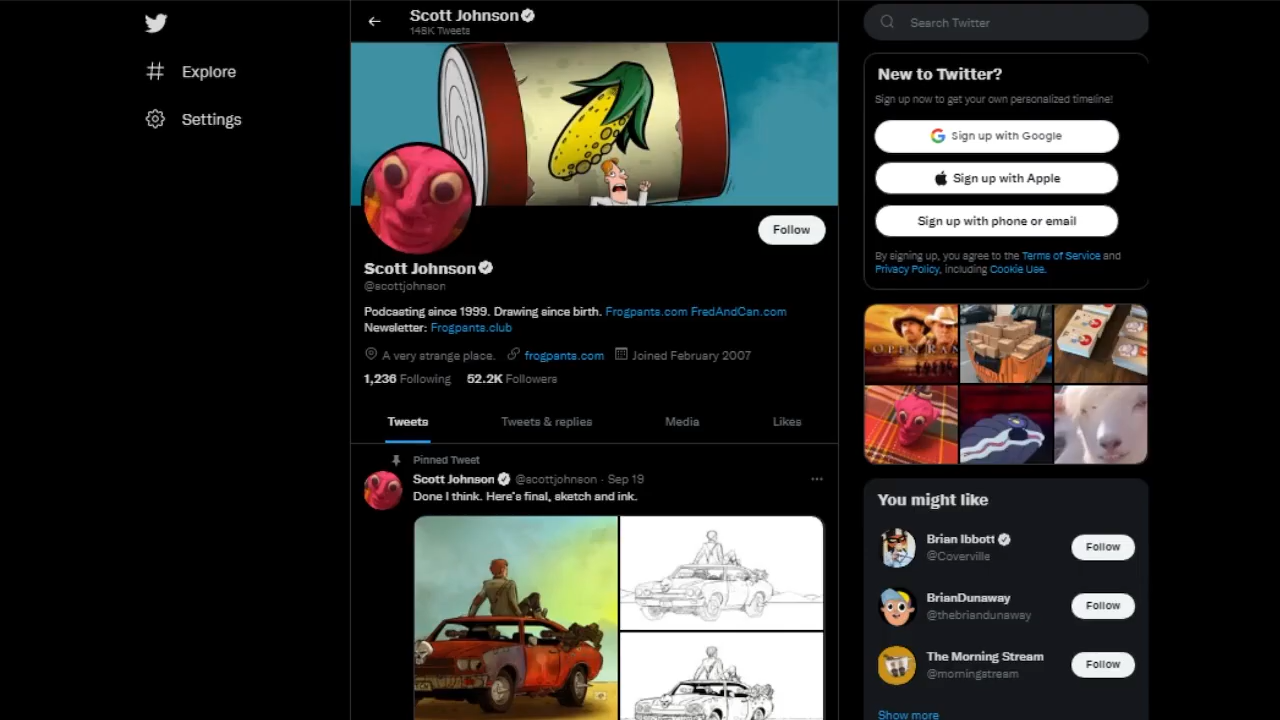 Explore
Settings
Scott Johnson
148K Tweets
Follow
Scott Johnson
@scottjohnson
Podcasting since 1999. Drawing since birth. Frogpants.com FredAndCan.com
Newsletter: Frogpants.club
A very strange place. frogpants.com Joined February 2007
1,236 Following 52.2K Followers
Tweets Tweets & replies Media Likes
Pinned Tweet
Scott Johnson @scottjohnson · Sep 19
Done I think. Here's final, sketch and ink.
Search Twitter
New to Twitter?
Sign up now to get your own personalized timeline!
Sign up with Google
Sign up with Apple
Sign up with phone or email
By signing up, you agree to the Terms of Service and
Privacy Policy, including Cookie Use.
OPEN RAN
You might like
Brian Ibbott
@Coverville
Follow
BrianDunaway
@thebriandunaway
Follow
The Morning Stream
@morningstream
Follow
Show more